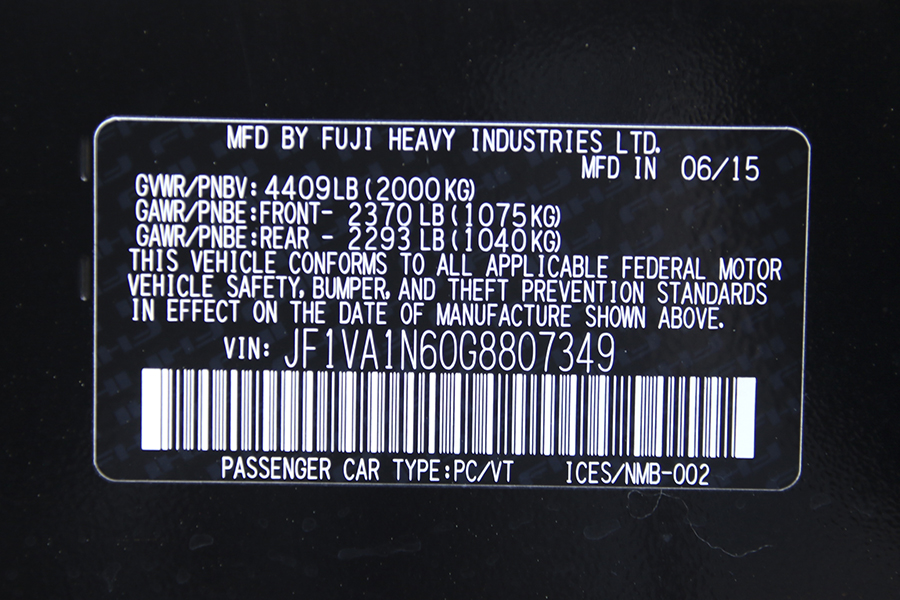 MFD BY FUJI HEAVY INDUSTRIES LTD.
MFD IN 06/15
GVWR/PNBV: 4409LB(2000KG)
GAWR/PNBE:FRONT- 2370 LB(1075KG)
GAWR/PNBE:REAR - 2293 LB(1040KG)
THIS VEHICLE CONFORMS TO ALL APPLICABLE FEDERAL MOTOR
VEHICLE SAFETY, BUMPER, AND THEFT PREVENTION STANDARDS
IN EFFECT ON THE DATE OF MANUFACTURE SHOWN ABOVE.
VIN: JF1VA1N60G8807349
PASSENGER CAR TYPE:PC/VT ICES/NMB-002